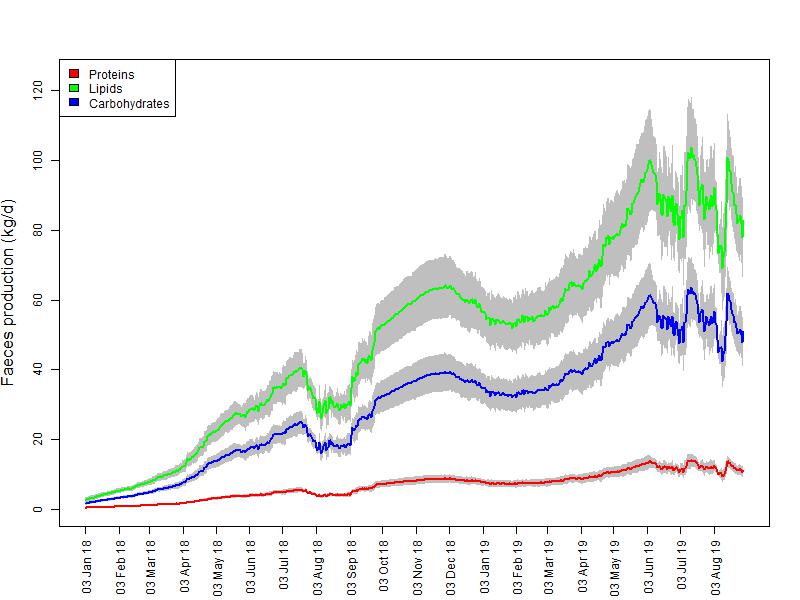 Proteins
Lipids
Carbohydrates
Faeces production (kg/d)
120
100
80
60
40
20
0
03 Jan 18
03 Feb 18
03 Mar 18
03 Apr 18
03 May 18
03 Jun 18
03 Jul 18
03 Aug 18
03 Sep 18
03 Oct 18
03 Nov 18
03 Dec 18
03 Jan 19
03 Feb 19
03 Mar 19
03 Apr 19
03 May 19
03 Jun 19
03 Jul 19
03 Aug 19